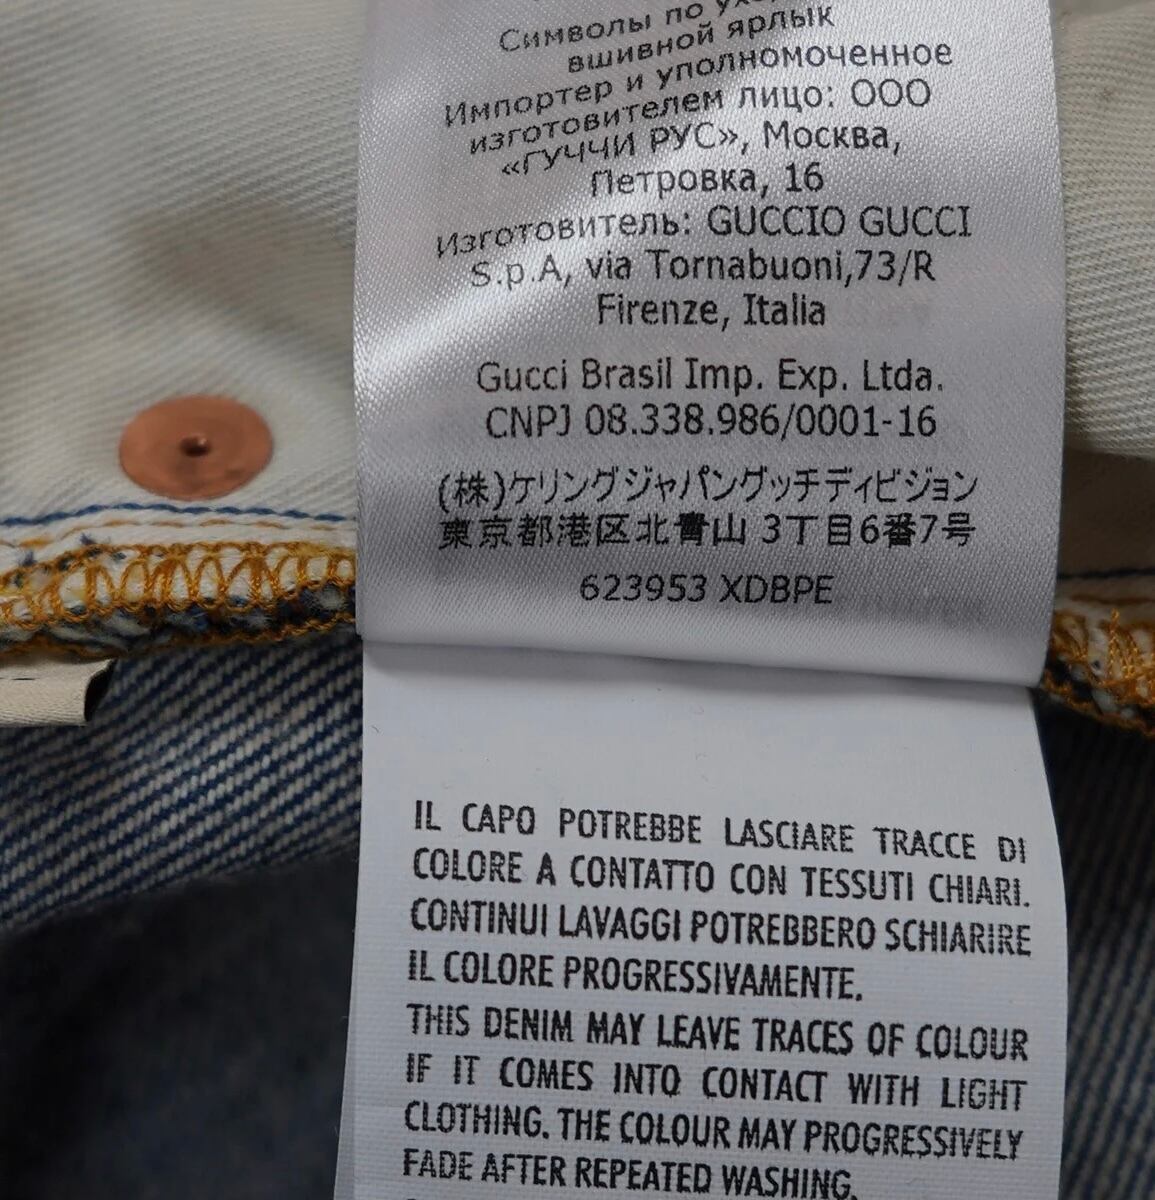 Символы по
вшивной ярлык
Импортер и уполномоченное
изготовителем лицо: ООО
«ГУЧЧИ РУС», Москва,
Петровка, 16
Изготовитель: GUCCIO GUCCI
S.p.A, via Tornabuoni,73/R
Firenze, Italia
Gucci Brasil Imp. Exp. Ltda.
CNPJ 08.338.986/0001-16
(株)ケリングジャパングッチディビジョン
東京都港区北青山 3丁目6番7号
623953 XDBPE
IL CAPO POTREBBE LASCIARE TRACCE DI
COLORE A CONTATTO CON TESSUTI CHIARI.
CONTINUI LAVAGGI POTREBBERO SCHIARIRE
IL COLORE PROGRESSIVAMENTE.
THIS DENIM MAY LEAVE TRACES OF COLOUR
IF IT COMES INTO CONTACT WITH LIGHT
CLOTHING. THE COLOUR MAY PROGRESSIVELY
FADE AFTER REPEATED WASHING.